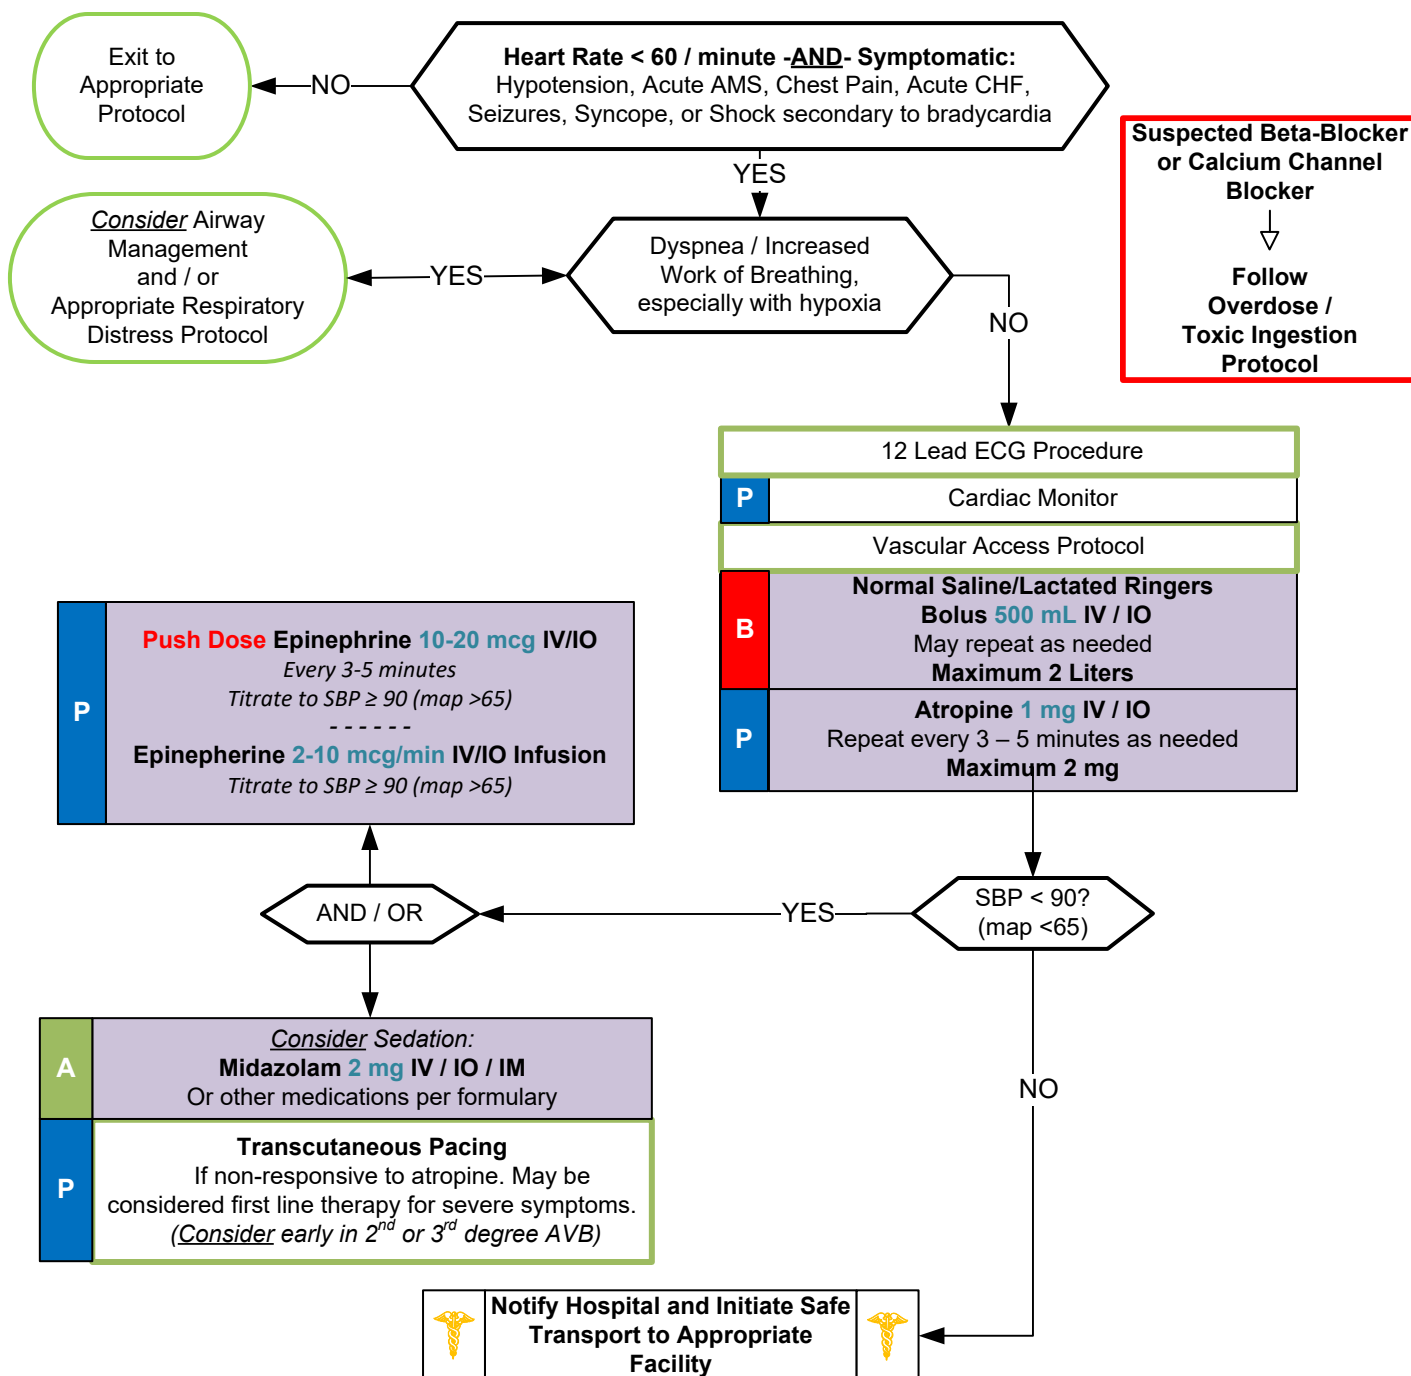 Exit to
Appropriate
Protocol
NO
Heart Rate < 60 / minute -AND- Symptomatic:
Hypotension, Acute AMS, Chest Pain, Acute CHF,
Seizures, Syncope, or Shock secondary to bradycardia
YES
Suspected Beta-Blocker
or Calcium Channel
Blocker
Follow
Overdose /
Toxic Ingestion
Protocol
Consider Airway
Management
and / or
Appropriate Respiratory
Distress Protocol
YES
Dyspnea / Increased
Work of Breathing,
especially with hypoxia
NO
12 Lead ECG Procedure
P
Cardiac Monitor
Vascular Access Protocol
B
Normal Saline/Lactated Ringers
Bolus 500 mL IV / IO
May repeat as needed
Maximum 2 Liters
P
Atropine 1 mg IV / IO
Repeat every 3 – 5 minutes as needed
Maximum 2 mg
P
Push Dose Epinephrine 10-20 mcg IV/IO
Every 3-5 minutes
Titrate to SBP ≥ 90 (map >65)
- - - - - -
Epinepherine 2-10 mcg/min IV/IO Infusion
Titrate to SBP ≥ 90 (map >65)
AND / OR
YES
SBP < 90?
(map <65)
A
Consider Sedation:
Midazolam 2 mg IV / IO / IM
Or other medications per formulary
P
Transcutaneous Pacing
If non-responsive to atropine. May be
considered first line therapy for severe symptoms.
(Consider early in 2nd or 3rd degree AVB)
NO
Notify Hospital and Initiate Safe
Transport to Appropriate
Facility